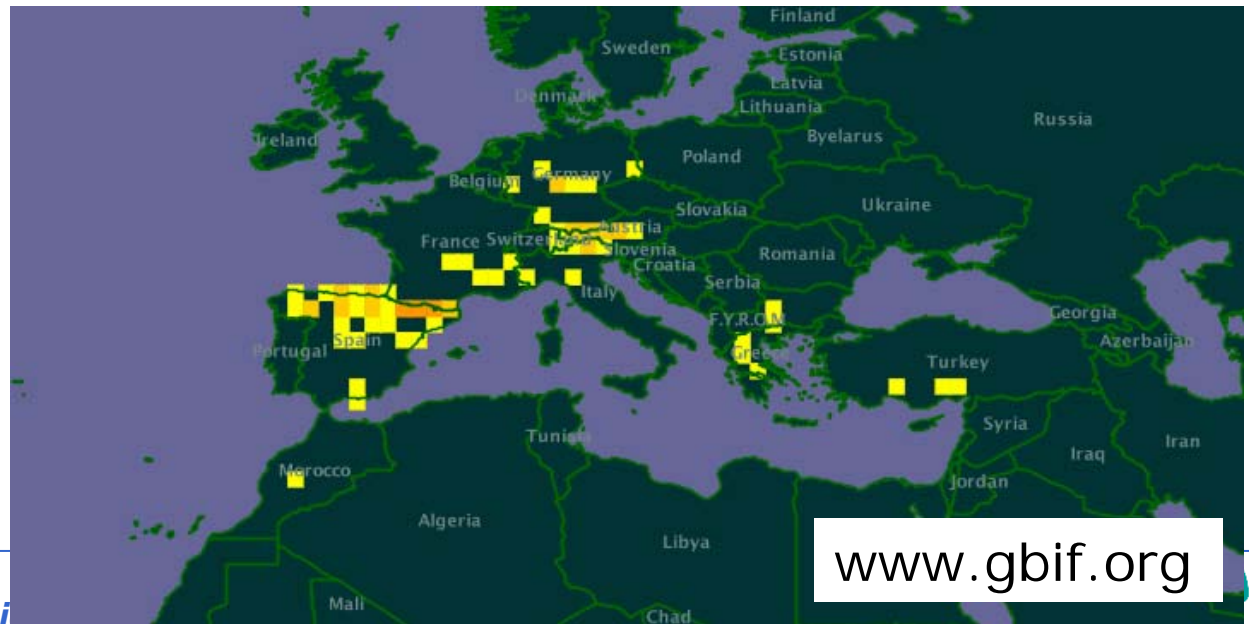 Finland
Sweden
Estonia
Latvia
Denmark
Lithuania
Russia
Byelarus
Ireland
Poland
Germany
Belgium
Ukraine
Slovakia
Austria
France
Slovenia
Romania
Croatia
Serbia
Italy
Georgia
F.Y.R.O.M
Azerbaijan
Spain
Portugal
Greece
Turkey
Syria
Tunisia
Iran
Iraq
Morocco
Jordan
Algeria
Libya
www.gbif.org
Mali
Chad
i